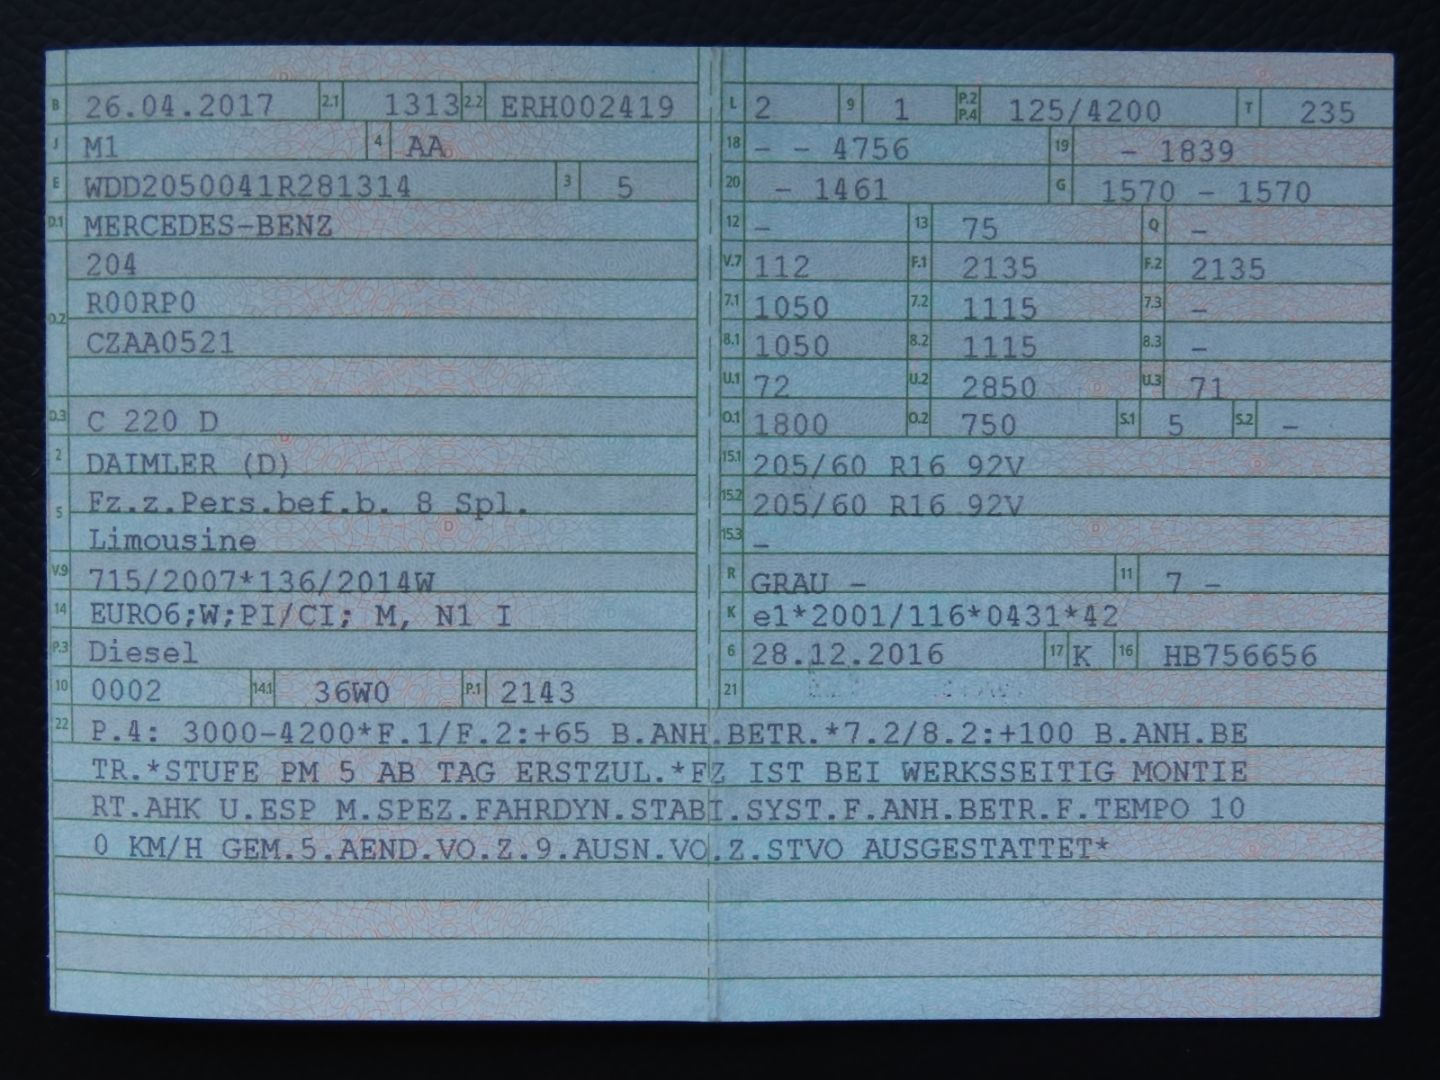 B 26.04.2017 2.1 1313 2.2 ERH002419
J M1 4 AA
E WDD2050041R281314 3 5
D.1 MERCEDES-BENZ
204
R00RP0
D.2
CZAA0521
D.3 C 220 D
2 DAIMLER (D)
Fz.z.Pers.bef.b. 8 Spl.
5
Limousine
V.9 715/2007*136/2014W
14 EURO6;W;PI/CI; M, N1 I
P.3 Diesel
10 0002 14.1 36W0 P.1 2143
L 2 9 1 P.2 P.4 125/4200 T 235
18 - - 4756 19 - 1839
20 - 1461 G 1570 - 1570
12 - 13 75 Q -
V.7 112 F.1 2135 F.2 2135
7.1 1050 7.2 1115 7.3 -
8.1 1050 8.2 1115 8.3 -
U.1 72 U.2 2850 U.3 71
O.1 1800 O.2 750 S.1 5 S.2 -
15.1 205/60 R16 92V
15.2 205/60 R16 92V
15.3 -
R GRAU - 11 7 -
K e1*2001/116*0431*42
6 28.12.2016 17 K 16 HB756656
21
22 P.4: 3000-4200*F.1/F.2:+65 B.ANH.BETR.*7.2/8.2:+100 B.ANH.BE
TR.*STUFE PM 5 AB TAG ERSTZUL.*FZ IST BEI WERKSSEITIG MONTIE
RT.AHK U.ESP M.SPEZ.FAHRDYN.STABI.SYST.F.ANH.BETR.F.TEMPO 10
0 KM/H GEM.5.AEND.VO.Z.9.AUSN.VO.Z.STVO AUSGESTATTET*